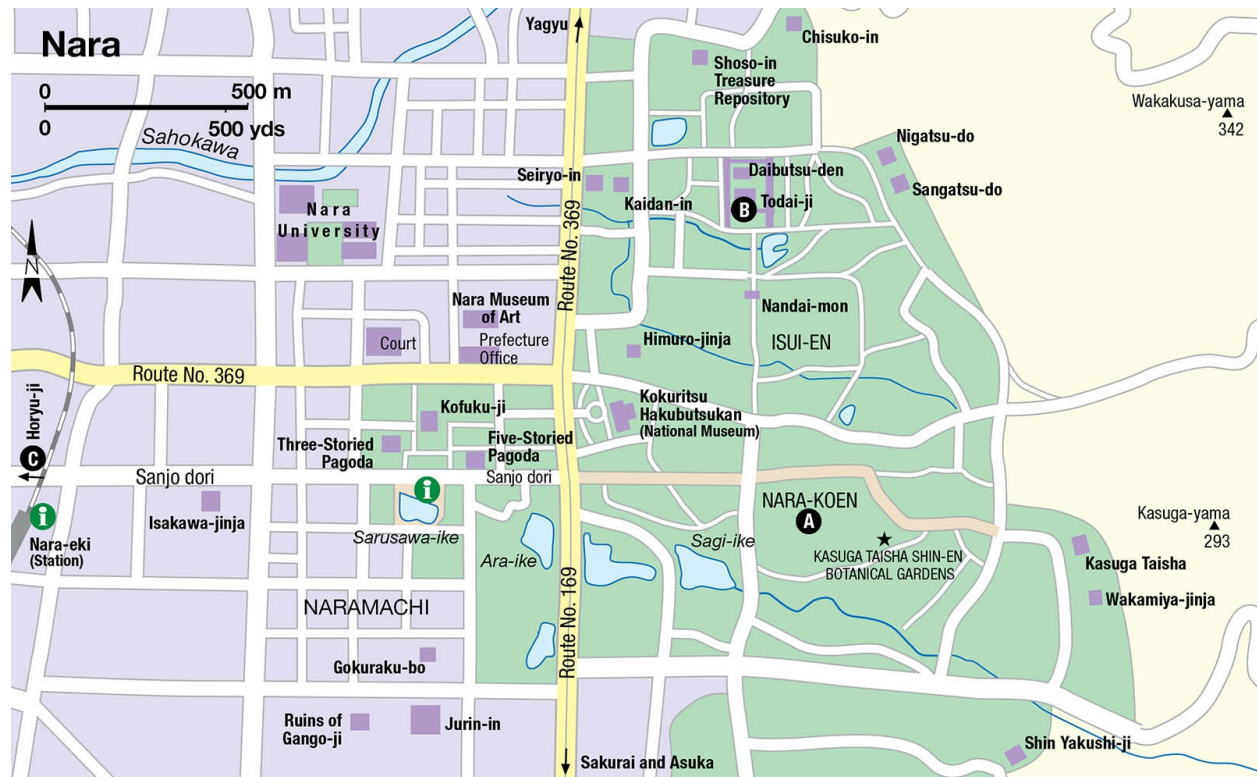 Nara
0 500 m
0 500 yds
Sahokawa
Yagyu
Chisuko-in
Shoso-in
Treasure
Repository
Wakakusa-yama
342
Nigatsu-do
Sangatsu-do
Seiryo-in
Kaidan-in
Daibutsu-den
Todai-ji
B
Nara
University
N
Route No. 369
Nara Museum
of Art
Prefecture
Office
Court
Nandai-mon
ISUI-EN
Himuro-jinja
Route No. 369
Kokuritsu
Hakubutsukan
(National Museum)
Kofuku-ji
Three-Storied
Pagoda
Five-Storied
Pagoda
C Horyu-ji
Sanjo dori
Sanjo dori
i
i
Isakawa-jinja
Nara-eki
(Station)
Sarusawa-ike
Ara-ike
Sagi-ike
NARA-KOEN
A
KASUGA TAISHA SHIN-EN
BOTANICAL GARDENS
Kasuga-yama
293
Kasuga Taisha
Wakamiya-jinja
NARAMACHI
Route No. 169
Gokuraku-bo
Ruins of
Gango-ji
Jurin-in
Shin Yakushi-ji
Sakurai and Asuka